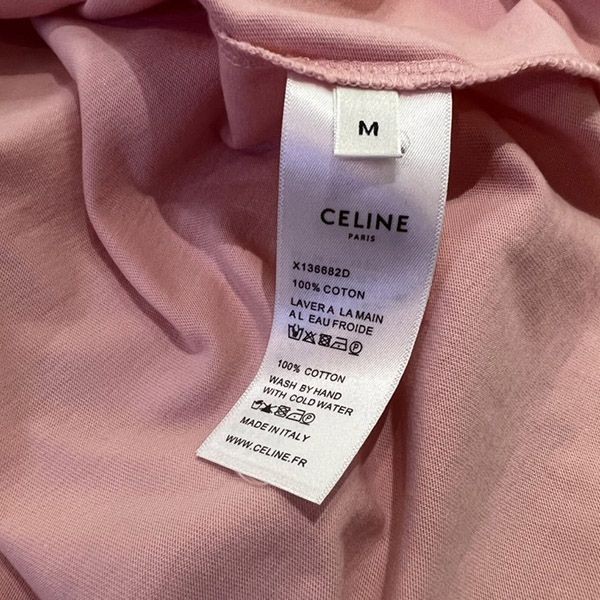 M
CELINE
PARIS
X136682D
100% COTON
LAVER A LA MAIN
A L EAU FROIDE
100% COTTON
WASH BY HAND
WITH COLD WATER
MADE IN ITALY
WWW.CELINE.FR